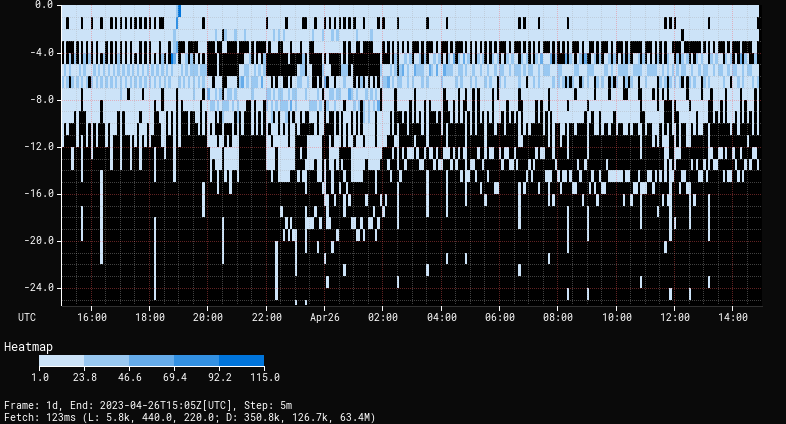 0.0
-4.0
-8.0
-12.0
-16.0
-20.0
-24.0
UTC 16:00 18:00 20:00 22:00 Apr26 02:00 04:00 06:00 08:00 10:00 12:00 14:00
Heatmap
1.0 23.8 46.6 69.4 92.2 115.0
Frame: 1d, End: 2023-04-26T15:05Z[UTC], Step: 5m
Fetch: 123ms (L: 5.8k, 440.0, 220.0; D: 350.8k, 126.7k, 63.4M)